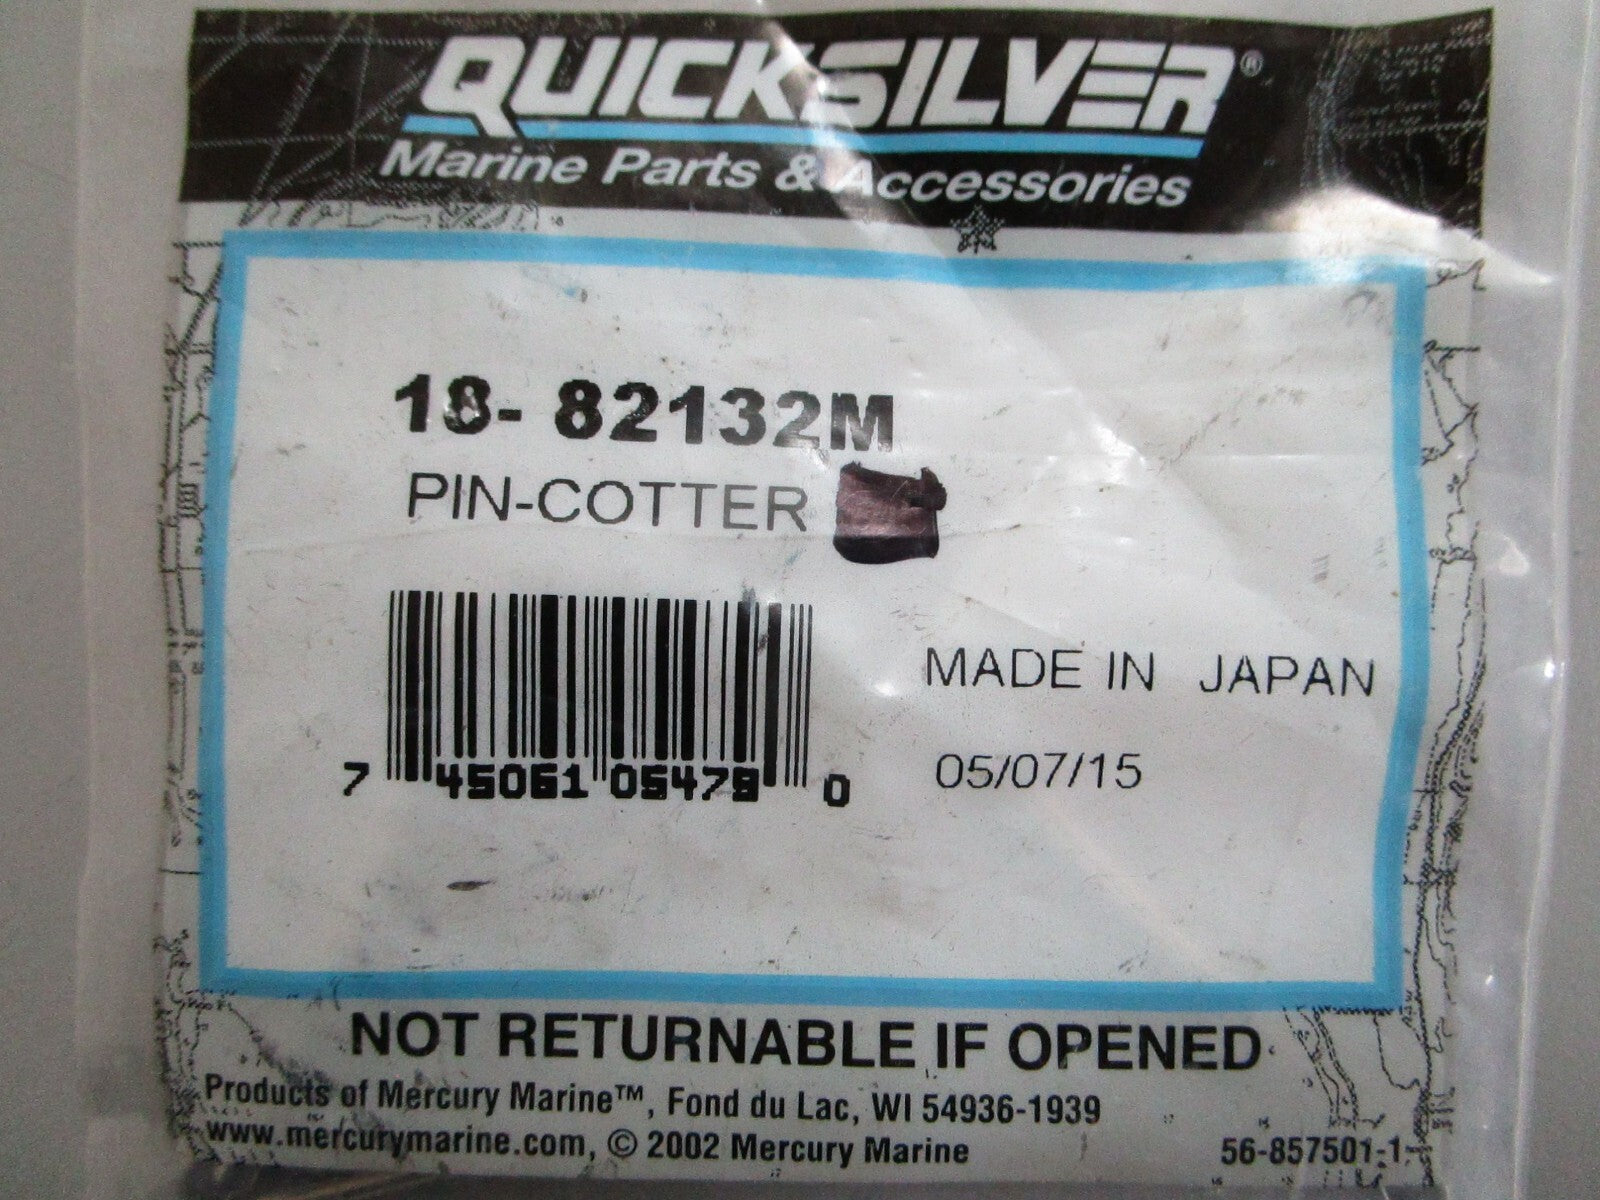 QUICKSILVER®
Marine Parts & Accessories
18- 82132M
PIN-COTTER
MADE IN JAPAN
7 45061 05479 0
05/07/15
NOT RETURNABLE IF OPENED
Products of Mercury Marine™, Fond du Lac, WI 54936-1939
www.mercurymarine.com, © 2002 Mercury Marine
56-857501-1